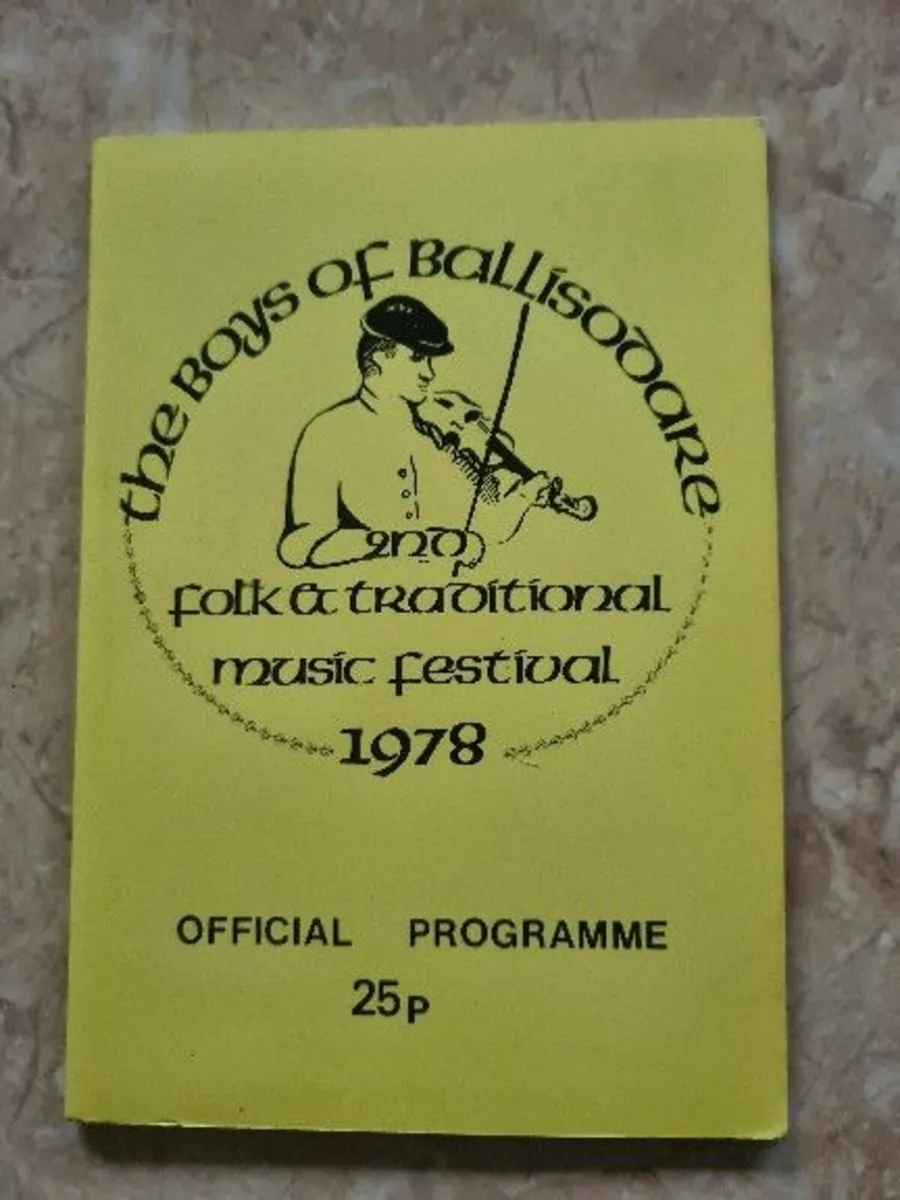 the Boys of Ballisodare
2nd
folk & traditional
music festival
1978
OFFICIAL PROGRAMME
25p